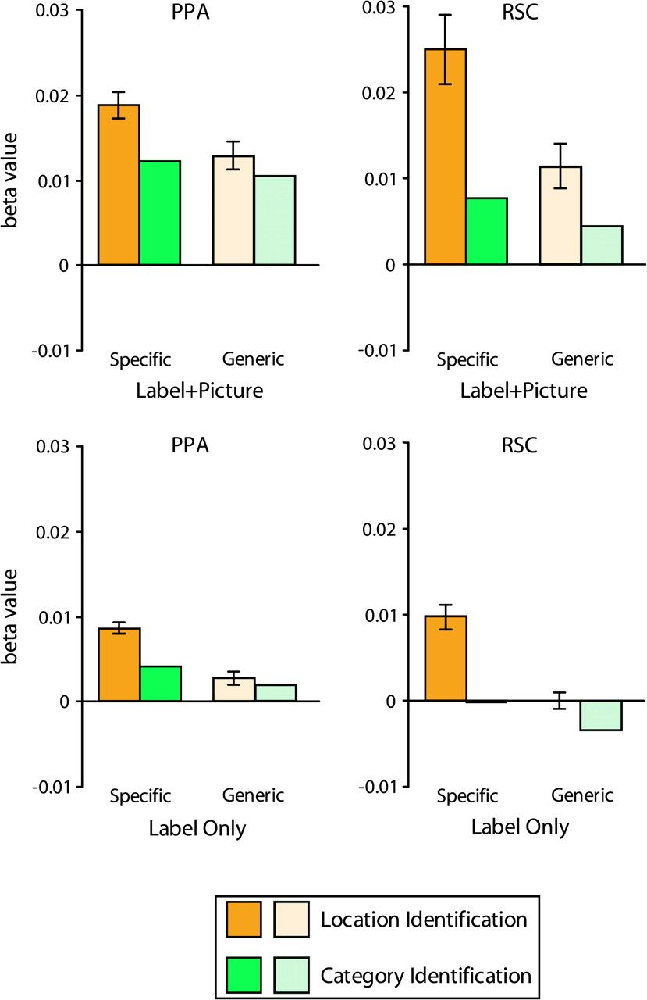 PPA
0.03
0.02
0.01
0
-0.01
beta value
Specific Generic
Label+Picture
RSC
0.03
0.02
0.01
0
-0.01
Specific Generic
Label+Picture
PPA
0.03
0.02
0.01
0
-0.01
beta value
Specific Generic
Label Only
RSC
0.03
0.02
0.01
0
-0.01
Specific Generic
Label Only
Location Identification
Category Identification